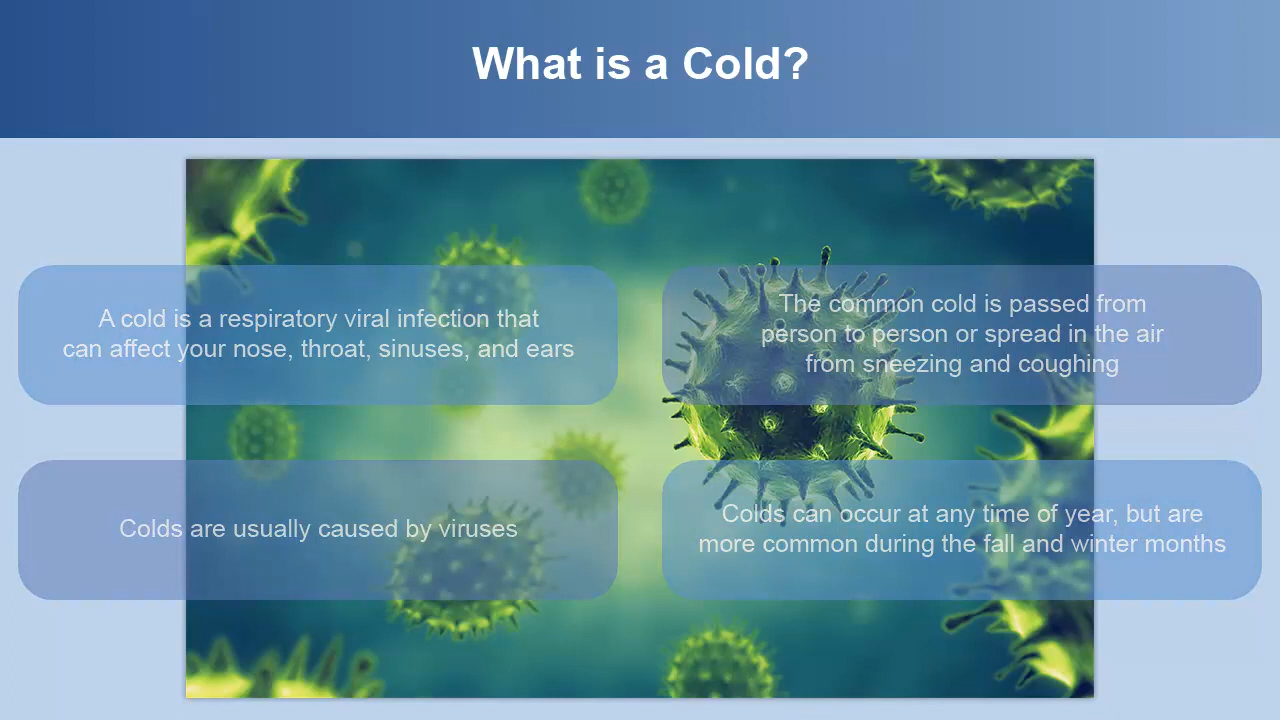 What is a Cold?
A cold is a respiratory viral infection that
can affect your nose, throat, sinuses, and ears
The common cold is passed from
person to person or spread in the air
from sneezing and coughing
Colds are usually caused by viruses
Colds can occur at any time of year, but are
more common during the fall and winter months